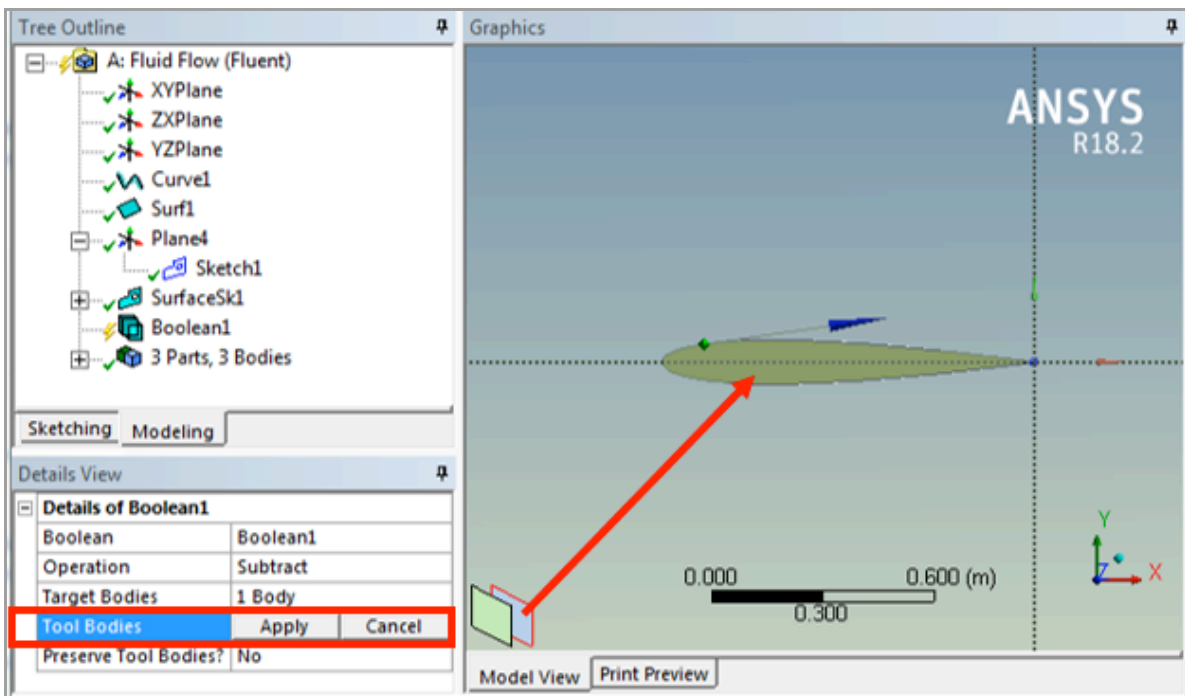 Tree Outline
A: Fluid Flow (Fluent)
XYPlane
ZXPlane
YZPlane
Curve1
Surf1
Plane4
Sketch1
SurfaceSk1
Boolean1
3 Parts, 3 Bodies
Sketching Modeling
Details View
Details of Boolean1
Boolean Boolean1
Operation Subtract
Target Bodies 1 Body
Tool Bodies Apply Cancel
Preserve Tool Bodies? No
Graphics
ANSYS
R18.2
0.000 0.600 (m)
0.300
Y
Z X
Model View Print Preview